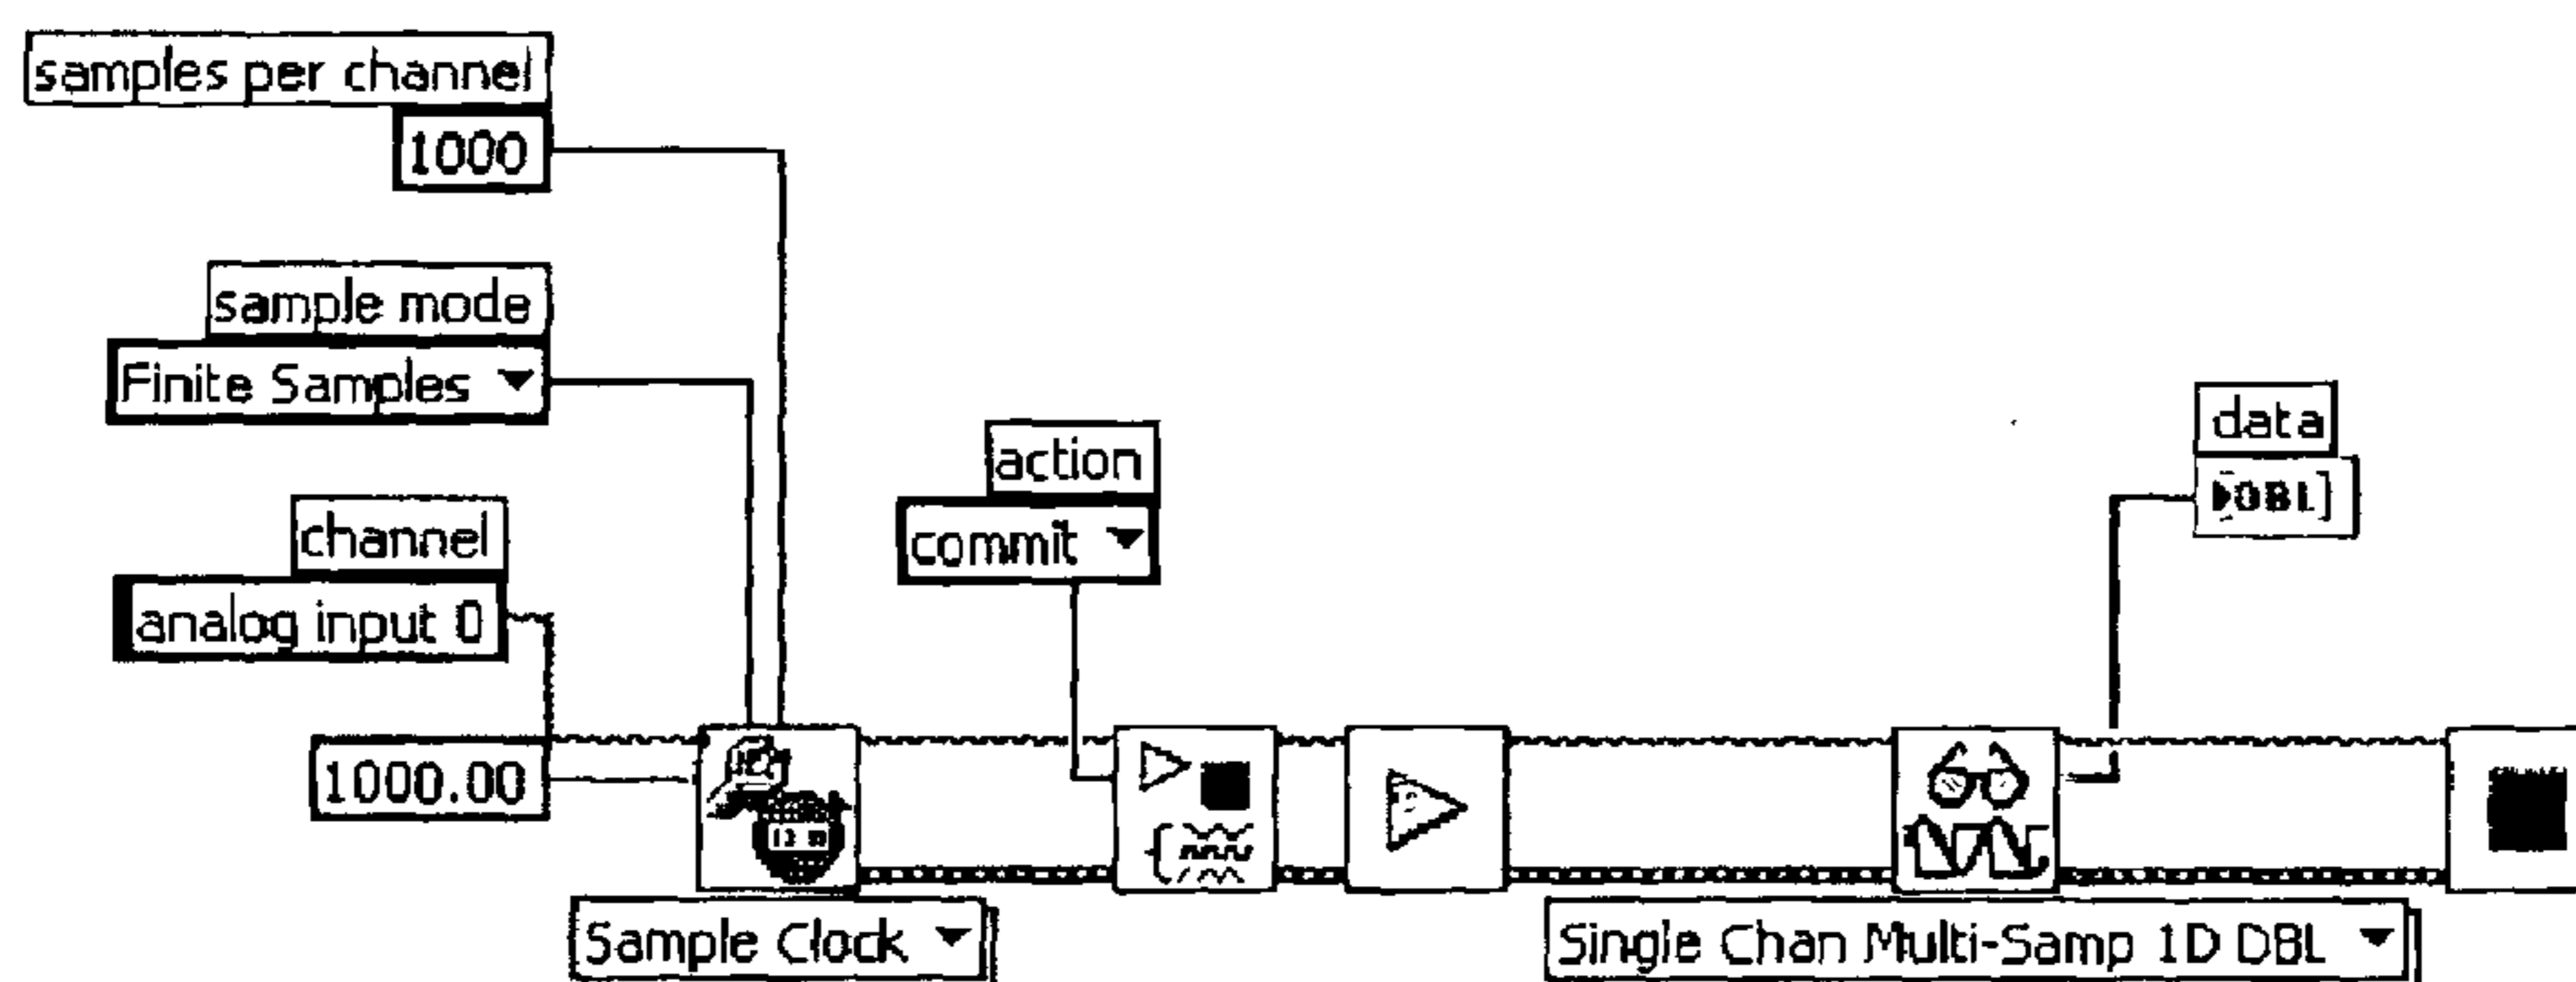 samples per channel
1000
sample mode
Finite Samples
channel
analog input 0
1000.00
action
commit
data
DBL
Sample Clock
Single Chan Multi-Samp 1D DBL